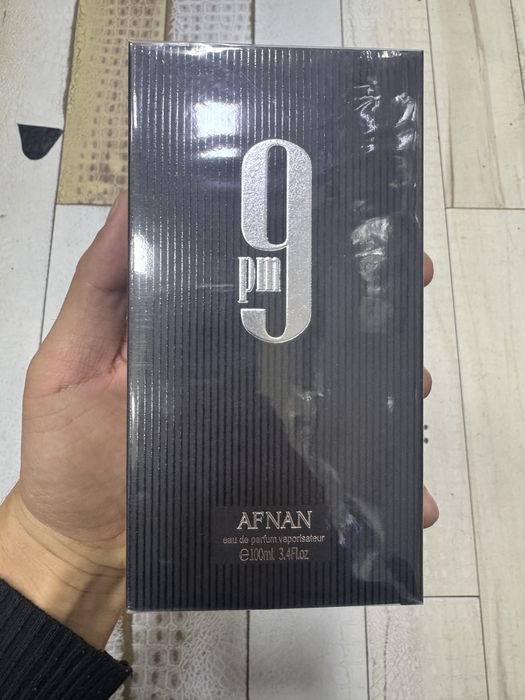 9
pm
AFNAN
eau de parfum vaporisateur
℮100ml. 3.4Fl.oz